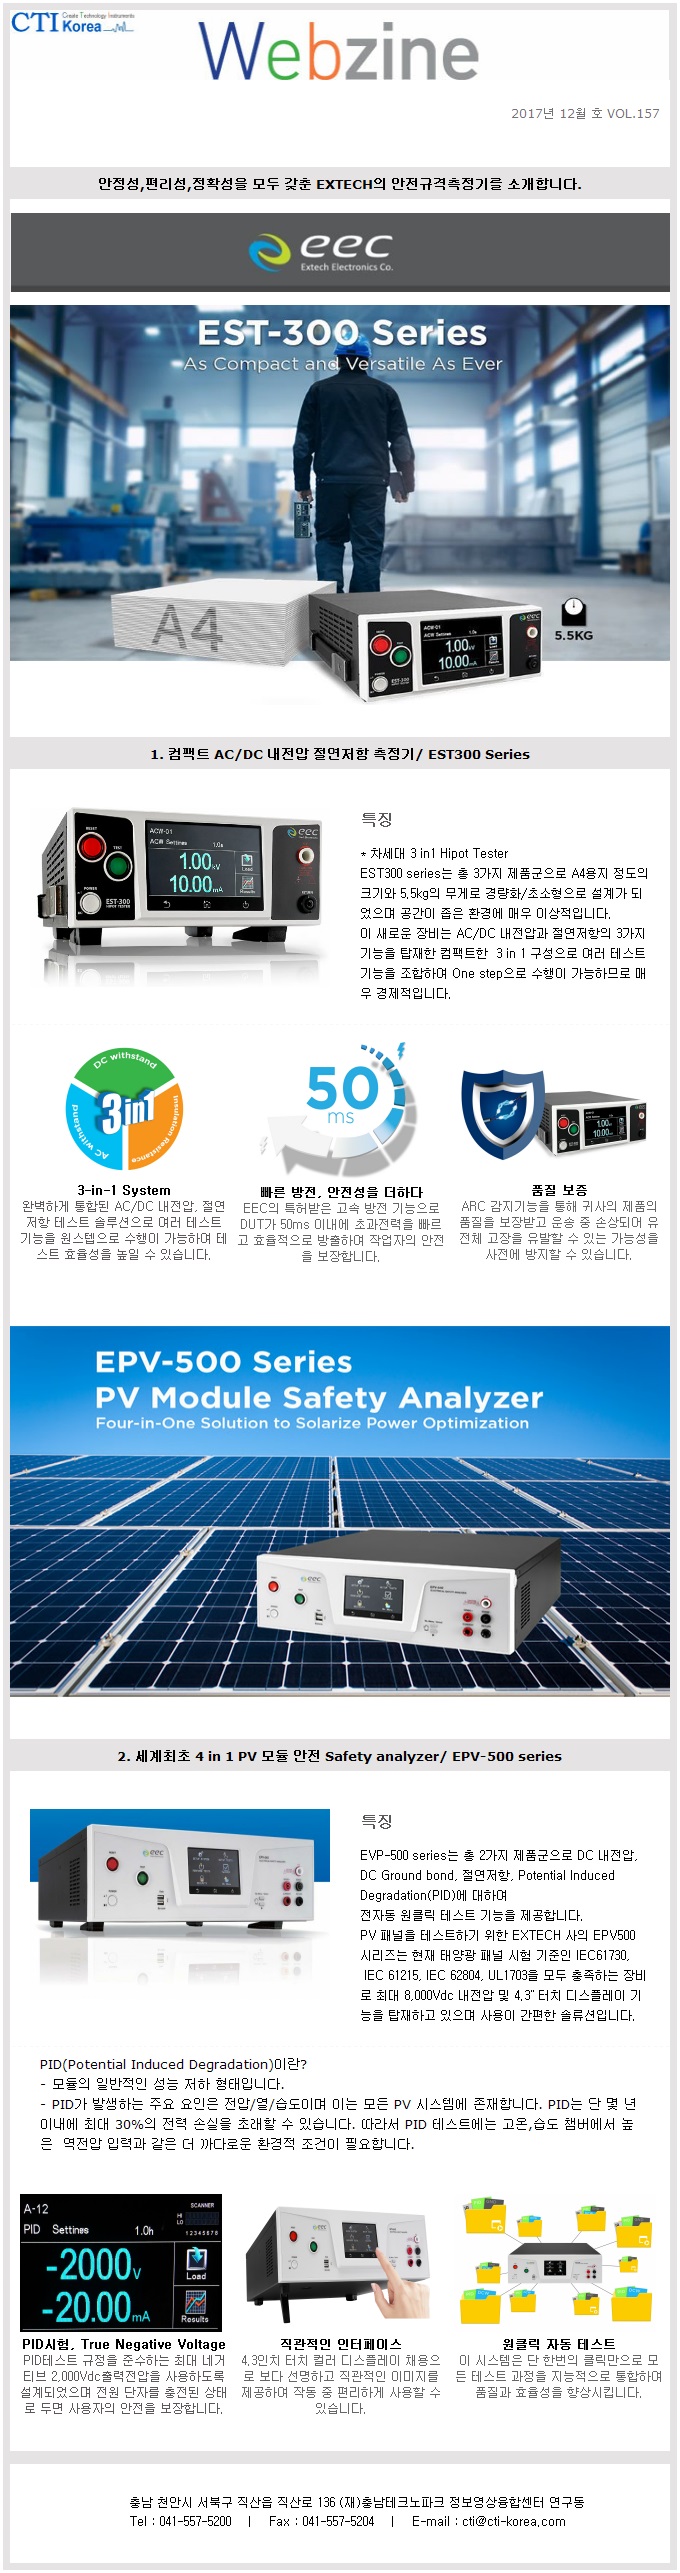 CTI Create Technology Instruments
Korea
Webzine
2017년 12월 호 VOL.157
안정성,편리성,정확성을 모두 갖춘 EXTECH의 안전규격측정기를 소개합니다.
eec
Extech Electronics Co.
EST-300 Series
As Compact and Versatile As Ever
A4
ACW-01
ACW Settings 1.0s
1.00kV
10.00mA
EST-300
eec
5.5KG
1. 컴팩트 AC/DC 내전압 절연저항 측정기/ EST300 Series
RESET
TEST
POWER
EST-300
HIPOT TESTER
ACW-01
ACW Settings 1.0s
1.00kV
10.00mA
Load
Results
eec
RETURN
특징
* 차세대 3 in1 Hipot Tester
EST300 series는 총 3가지 제품군으로 A4용지 정도의
크기와 5.5kg의 무게로 경량화/초소형으로 설계가 되
었으며 공간이 좁은 환경에 매우 이상적입니다.
이 새로운 장비는 AC/DC 내전압과 절연저항의 3가지
기능을 탑재한 컴팩트한 3 in 1 구성으로 여러 테스트
기능을 조합하여 One step으로 수행이 가능하므로 매
우 경제적입니다.
DC withstand
AC withstand
Insulation Resistance
3in1
50
ms
3-in-1 System
완벽하게 통합된 AC/DC 내전압, 절연
저항 테스트 솔루션으로 여러 테스트
기능을 원스텝으로 수행이 가능하여 테
스트 효율성을 높일 수 있습니다.
빠른 방전, 안전성을 더하다
EEC의 특허받은 고속 방전 기능으로
DUT가 50ms 이내에 초과전력을 빠르
고 효율적으로 방출하여 작업자의 안전
을 보장합니다.
품질 보증
ARC 감지기능을 통해 귀사의 제품의
품질을 보장받고 운송 중 손상되어 유
전체 고장을 유발할 수 있는 가능성을
사전에 방지할 수 있습니다.
EPV-500 Series
PV Module Safety Analyzer
Four-in-One Solution to Solarize Power Optimization
eec
2. 세계최초 4 in 1 PV 모듈 안전 Safety analyzer/ EPV-500 series
eec
특징
EVP-500 series는 총 2가지 제품군으로 DC 내전압,
DC Ground bond, 절연저항, Potential Induced
Degradation(PID)에 대하여
전자동 원클릭 테스트 기능을 제공합니다.
PV 패널을 테스트하기 위한 EXTECH 사의 EPV500
시리즈는 현재 태양광 패널 시험 기준인 IEC61730,
IEC 61215, IEC 62804, UL1703을 모두 충족하는 장비
로 최대 8,000Vdc 내전압 및 4.3" 터치 디스플레이 기
능을 탑재하고 있으며 사용이 간편한 솔류션입니다.
PID(Potential Induced Degradation)이란?
- 모듈의 일반적인 성능 저하 형태입니다.
- PID가 발생하는 주요 요인은 전압/열/습도이며 이는 모든 PV 시스템에 존재합니다. PID는 단 몇 년
이내에 최대 30%의 전력 손실을 초래할 수 있습니다. 따라서 PID 테스트에는 고온,습도 챔버에서 높
은 역전압 입력과 같은 더 까다로운 환경적 조건이 필요합니다.
A-12
SCANNER
HI
LO
12345678
PID Settings 1.0h
-2000V
-20.00mA
Load
Results
eec
PID시험, True Negative Voltage
PID테스트 규정을 준수하는 최대 네거
티브 2,000Vdc출력전압을 사용하도록
설계되었으며 전원 단자를 충전된 상태
로 두면 사용자의 안전을 보장합니다.
직관적인 인터페이스
4.3인치 터치 컬러 디스플레이 채용으
로 보다 선명하고 직관적인 이미지를
제공하여 작동 중 편리하게 사용할 수
있습니다.
원클릭 자동 테스트
이 시스템은 단 한번의 클릭만으로 모
든 테스트 과정을 지능적으로 통합하여
품질과 효율성을 향상시킵니다.
충남 천안시 서북구 직산읍 직산로 136 (재)충남테크노파크 정보영상융합센터 연구동
Tel : 041-557-5200 | Fax : 041-557-5204 | E-mail : cti@cti-korea.com